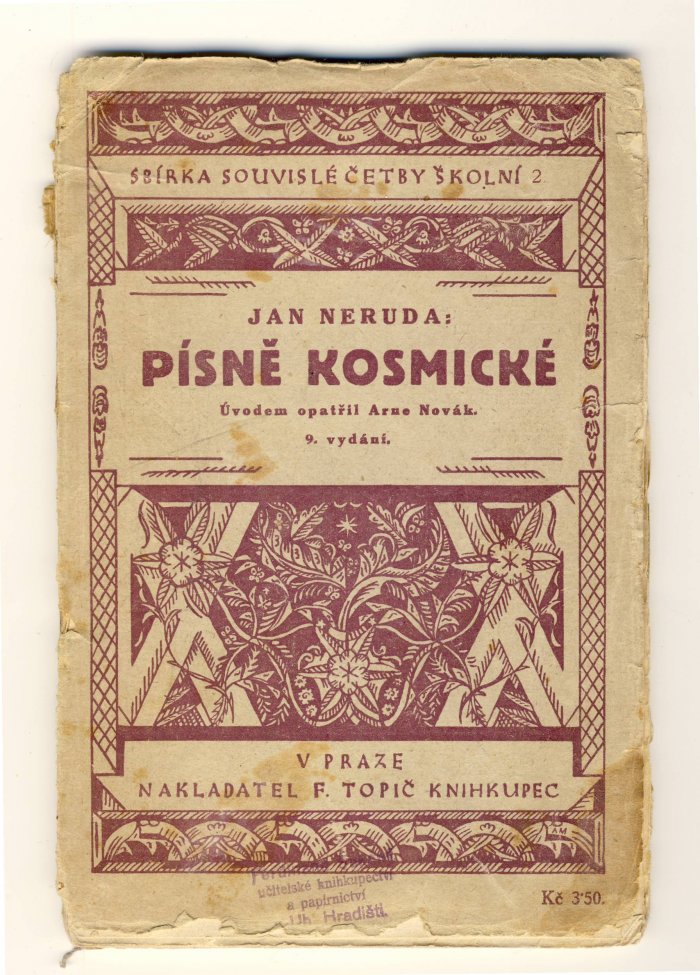 SBÍRKA SOUVISLÉ ČETBY ŠKOLNÍ 2
JAN NERUDA:
PÍSNĚ KOSMICKÉ
Úvodem opatřil Arne Novák.
9. vydání.
V PRAZE
NAKLADATEL F. TOPIČ KNIHKUPEC
AM
učitelské knihkupectví
a papírnictví
Uh. Hradišti.
Kč 3·50.